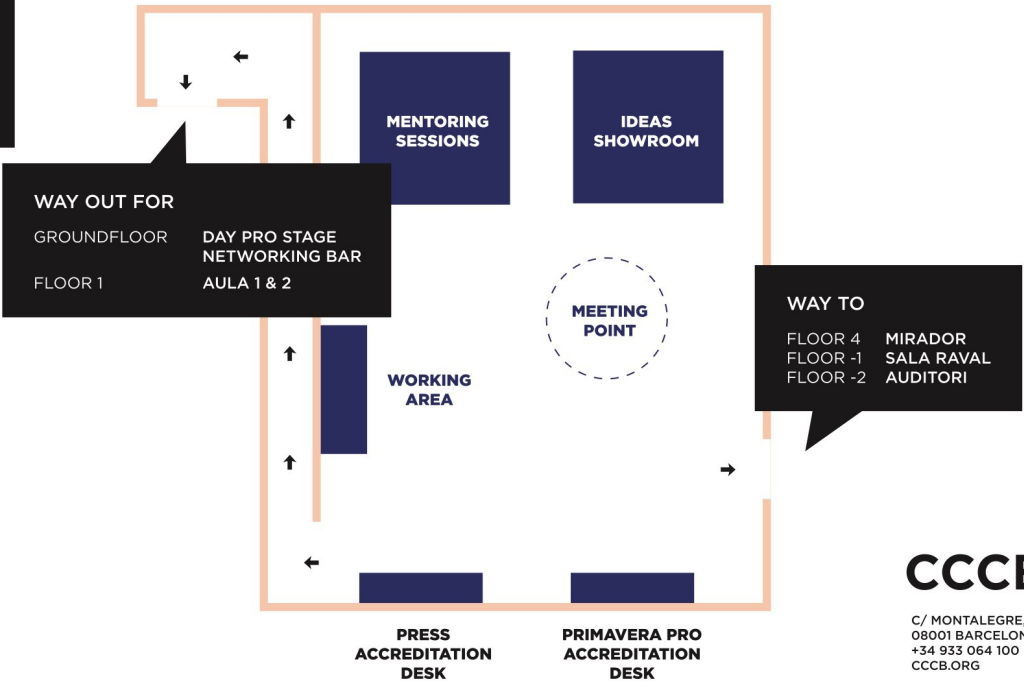 MENTORING
SESSIONS
IDEAS
SHOWROOM
WAY OUT FOR
GROUNDFLOOR DAY PRO STAGE
NETWORKING BAR
FLOOR 1 AULA 1 & 2
MEETING
POINT
WAY TO
FLOOR 4 MIRADOR
FLOOR -1 SALA RAVAL
FLOOR -2 AUDITORI
WORKING
AREA
PRESS
ACCREDITATION
DESK
PRIMAVERA PRO
ACCREDITATION
DESK
C/ MONTALEGRE,
08001
+34 933 064 100
CCCB.ORG